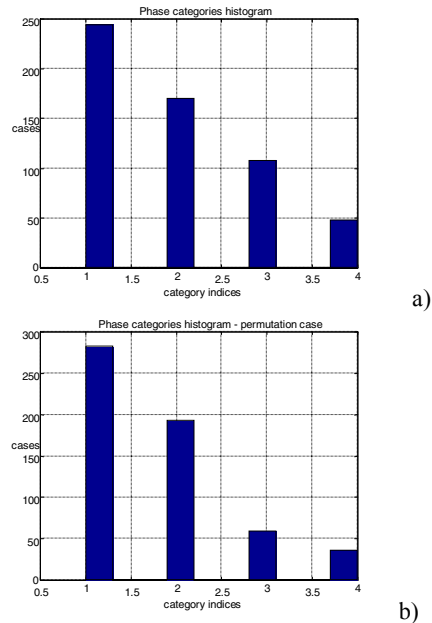 Phase categories histogram
250
200
150
cases
100
50
0
0.5 1 1.5 2 2.5 3 3.5 4
category indices
a)
Phase categories histogram - permutation case
300
250
200
cases
150
100
50
0
0.5 1 1.5 2 2.5 3 3.5 4
category indices
b)